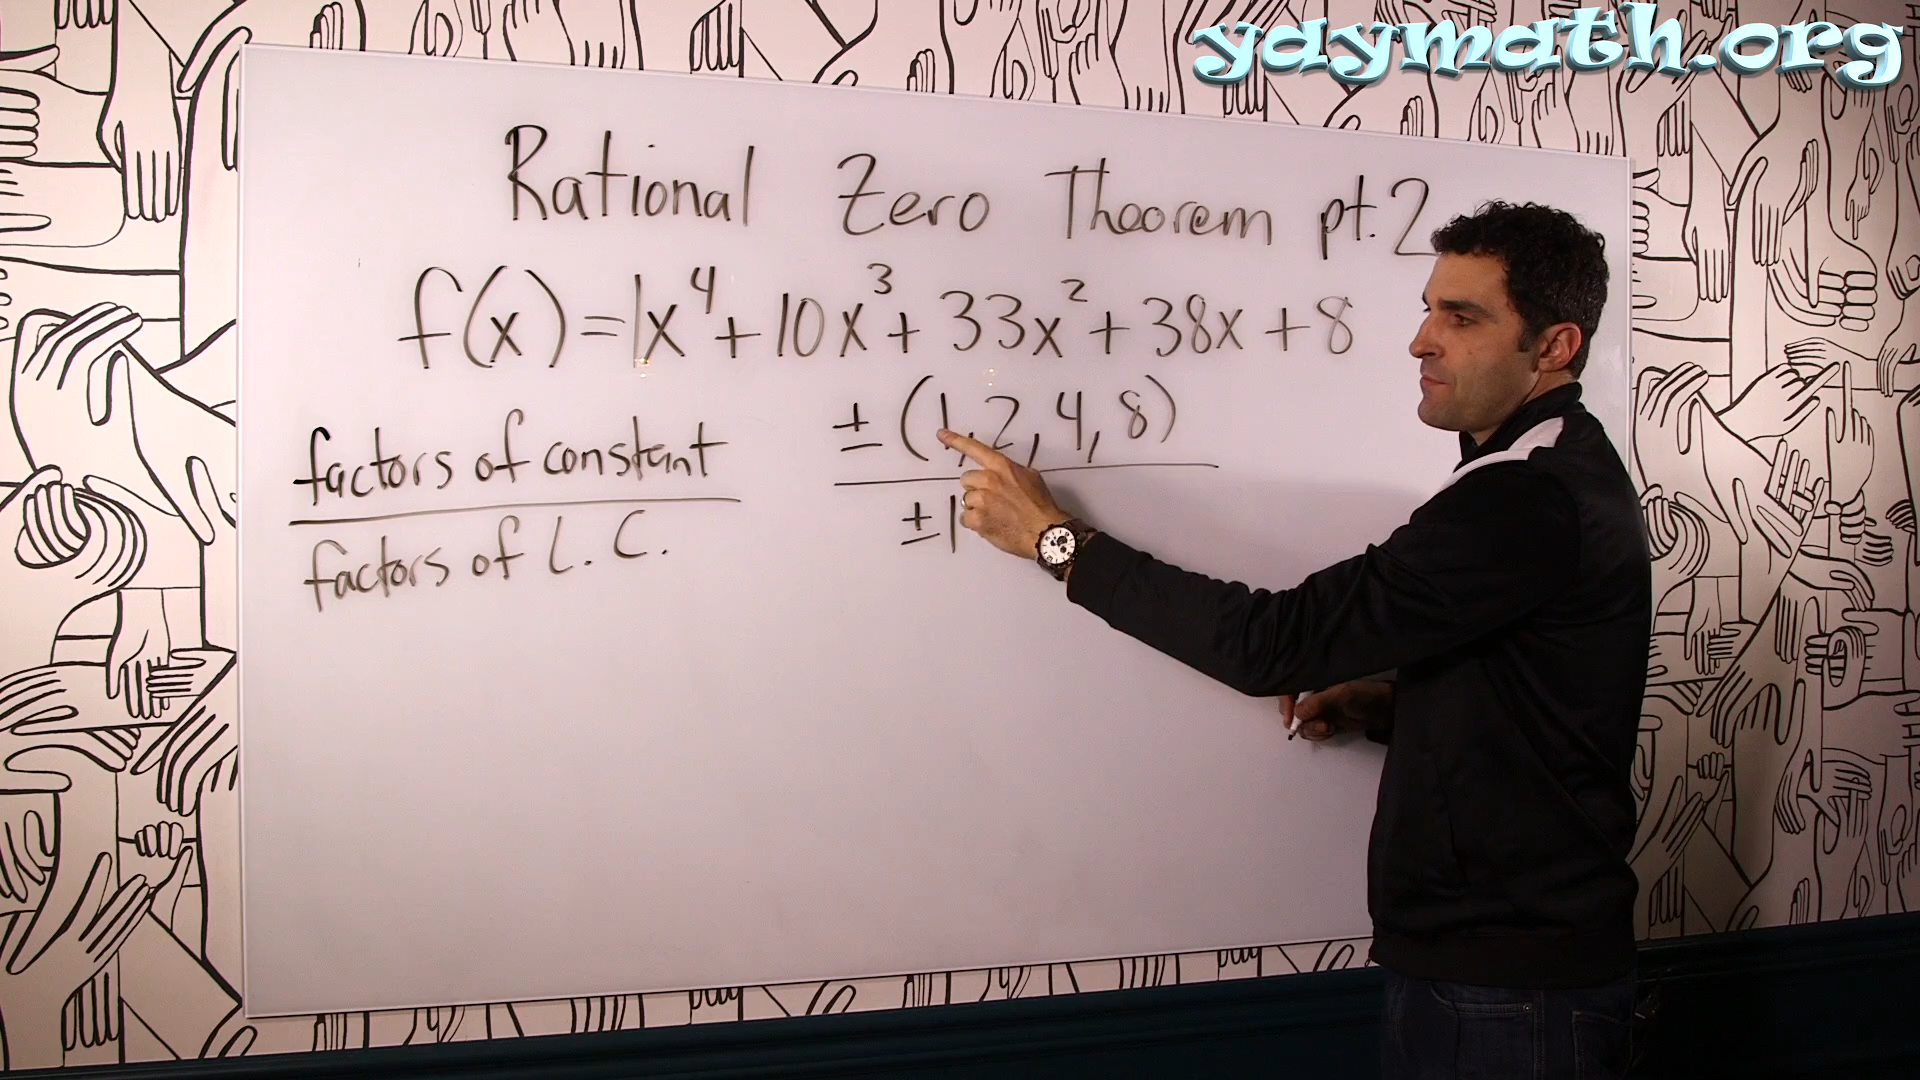 yaymath.org
Rational Zero Theorem pt. 2
f(x) = 1x⁴ + 10x³ + 33x² + 38x + 8
factors of constant
factors of L. C.
± (1, 2, 4, 8)
±1